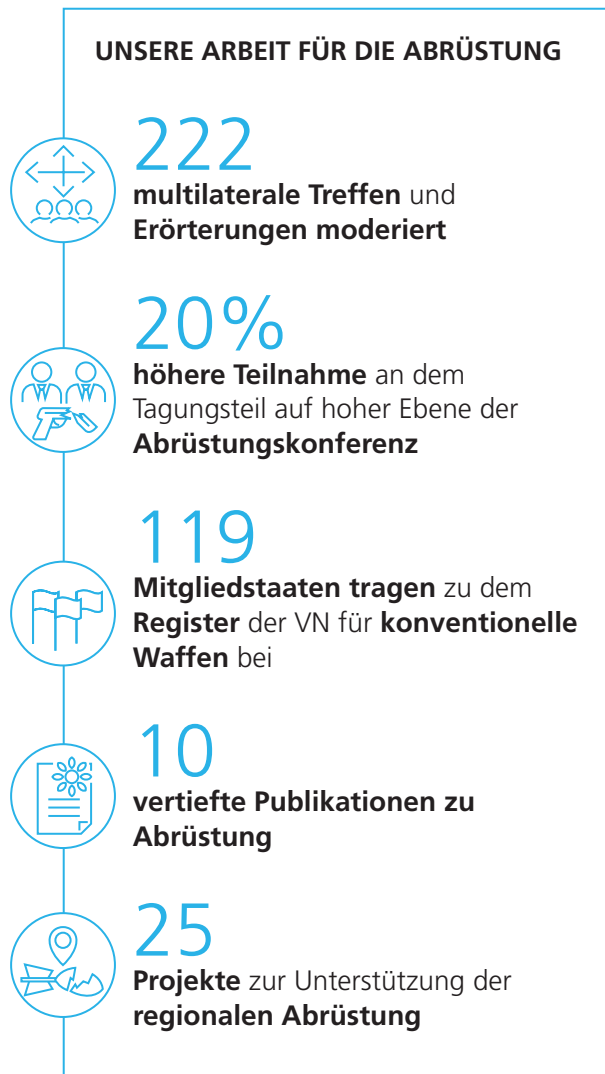 UNSERE ARBEIT FÜR DIE ABRÜSTUNG
222
multilaterale Treffen und
Erörterungen moderiert
20%
höhere Teilnahme an dem
Tagungsteil auf hoher Ebene der
Abrüstungskonferenz
119
Mitgliedstaaten tragen zu dem
Register der VN für konventionelle
Waffen bei
10
vertiefte Publikationen zu
Abrüstung
25
Projekte zur Unterstützung der
regionalen Abrüstung